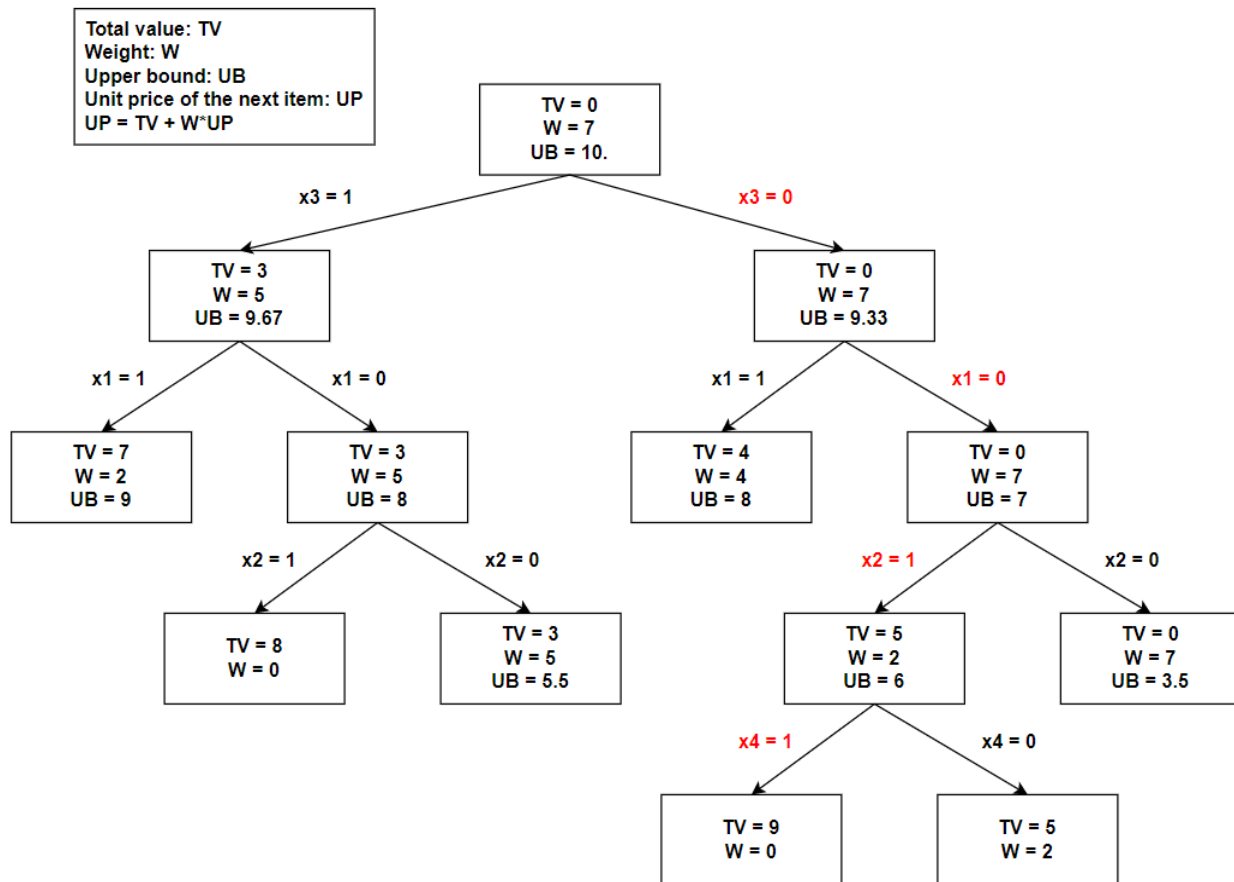 Total value: TV
Weight: W
Upper bound: UB
Unit price of the next item: UP
UP = TV + W*UP
TV = 0
W = 7
UB = 10.
x3 = 1
x3 = 0
TV = 3
W = 5
UB = 9.67
TV = 0
W = 7
UB = 9.33
x1 = 1
x1 = 0
x1 = 1
x1 = 0
TV = 7
W = 2
UB = 9
TV = 3
W = 5
UB = 8
TV = 4
W = 4
UB = 8
TV = 0
W = 7
UB = 7
x2 = 1
x2 = 0
x2 = 1
x2 = 0
TV = 8
W = 0
TV = 3
W = 5
UB = 5.5
TV = 5
W = 2
UB = 6
TV = 0
W = 7
UB = 3.5
x4 = 1
x4 = 0
TV = 9
W = 0
TV = 5
W = 2